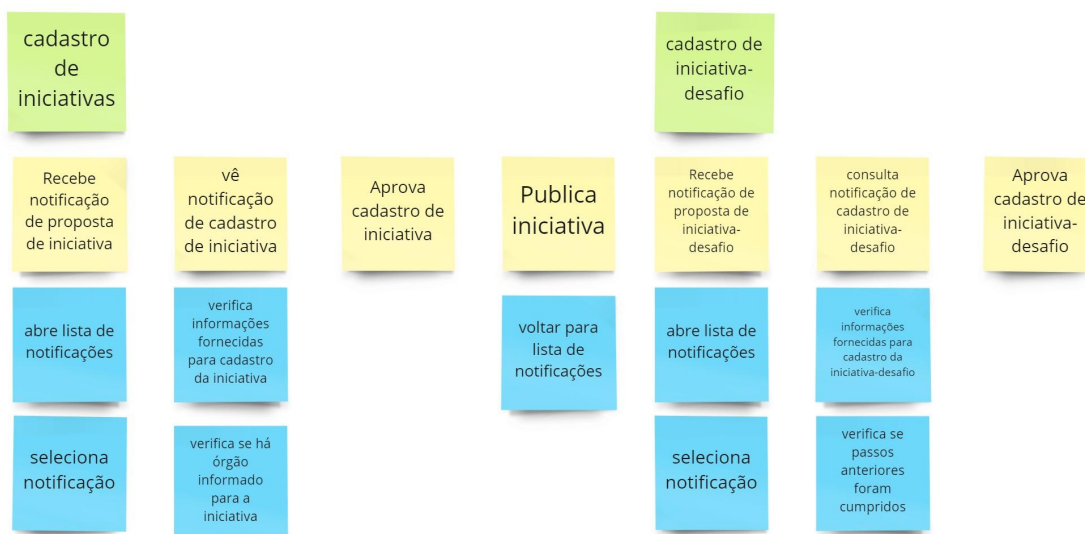 cadastro
de
iniciativas
cadastro de
iniciativa-
desafio
Recebe
notificação
de proposta
de iniciativa
vê
notificação
de cadastro
de iniciativa
Aprova
cadastro de
iniciativa
Publica
iniciativa
Recebe
notificação de
proposta de
iniciativa-
desafio
consulta
notificação de
cadastro de
iniciativa-
desafio
Aprova
cadastro de
iniciativa-
desafio
abre lista de
notificações
verifica
informações
fornecidas
para cadastro
da iniciativa
voltar para
lista de
notificações
abre lista de
notificações
verifica
informações
fornecidas para
cadastro da
iniciativa-desafio
seleciona
notificação
verifica se há
órgão
informado
para a
iniciativa
seleciona
notificação
verifica se
passos
anteriores
foram
cumpridos